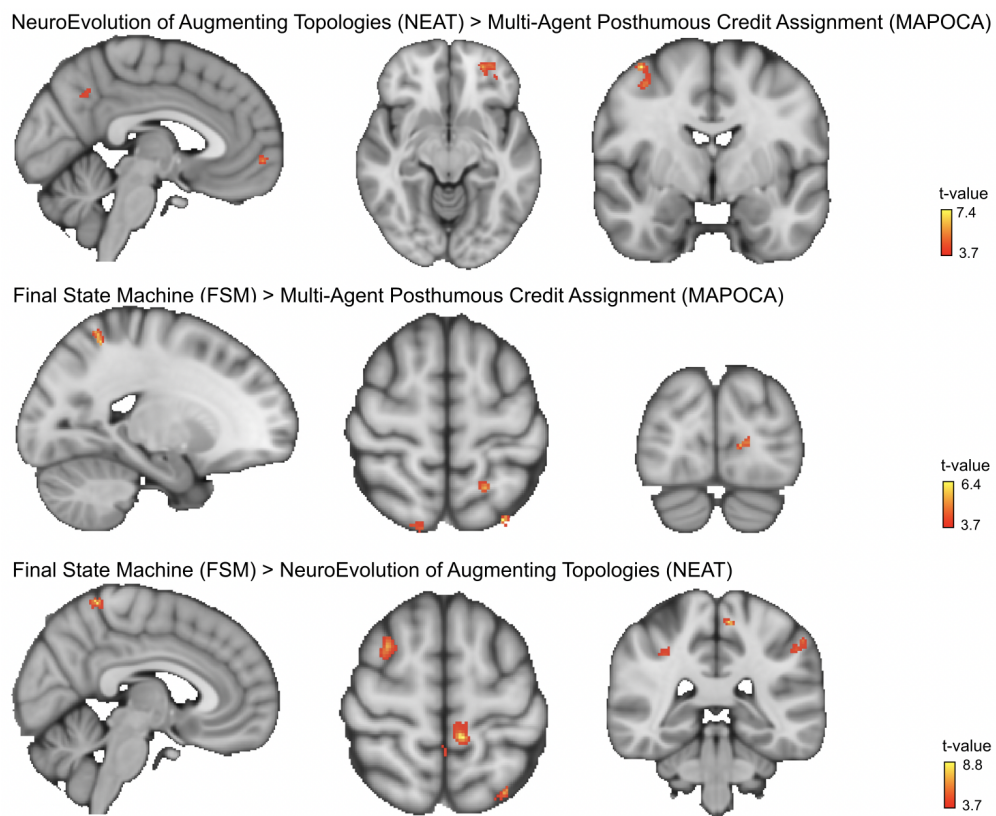 NeuroEvolution of Augmenting Topologies (NEAT) > Multi-Agent Posthumous Credit Assignment (MAPOCA)
t-value
7.4
3.7
Final State Machine (FSM) > Multi-Agent Posthumous Credit Assignment (MAPOCA)
t-value
6.4
3.7
Final State Machine (FSM) > NeuroEvolution of Augmenting Topologies (NEAT)
t-value
8.8
3.7